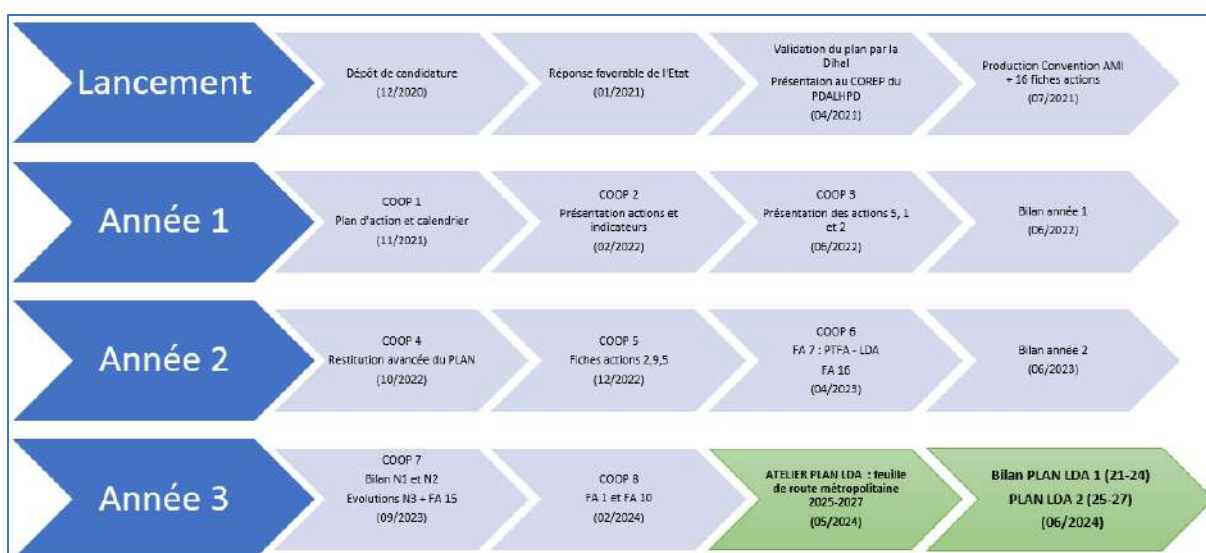 Lancement
Dépôt de candidature
(12/2020)
Réponse favorable de l'Etat
(01/2021)
Validation du plan par la
Dihal
Présentaion au COREP du
PDALHPD
(04/2021)
Production Convention AMI
+ 16 fiches actions
(07/2021)
Année 1
COOP 1
Plan d'action et calendrier
(11/2021)
COOP 2
Présentation actions et
indicateurs
(02/2022)
COOP 3
Présentation des actions 5, 1
et 2
(06/2022)
Bilan année 1
(06/2022)
Année 2
COOP 4
Restitution avancée du PLAN
(10/2022)
COOP 5
Fiches actions 2,9,5
(12/2022)
COOP 6
FA 7 : PTFA - LDA
FA 16
(04/2023)
Bilan année 2
(06/2023)
Année 3
COOP 7
Bilan N1 et N2
Evolutions N3 + FA 15
(09/2023)
COOP 8
FA 1 et FA 10
(02/2024)
ATELIER PLAN LDA : feuille
de route métropolitaine
2025-2027
(05/2024)
Bilan PLAN LDA 1 (21-24)
PLAN LDA 2 (25-27)
(06/2024)